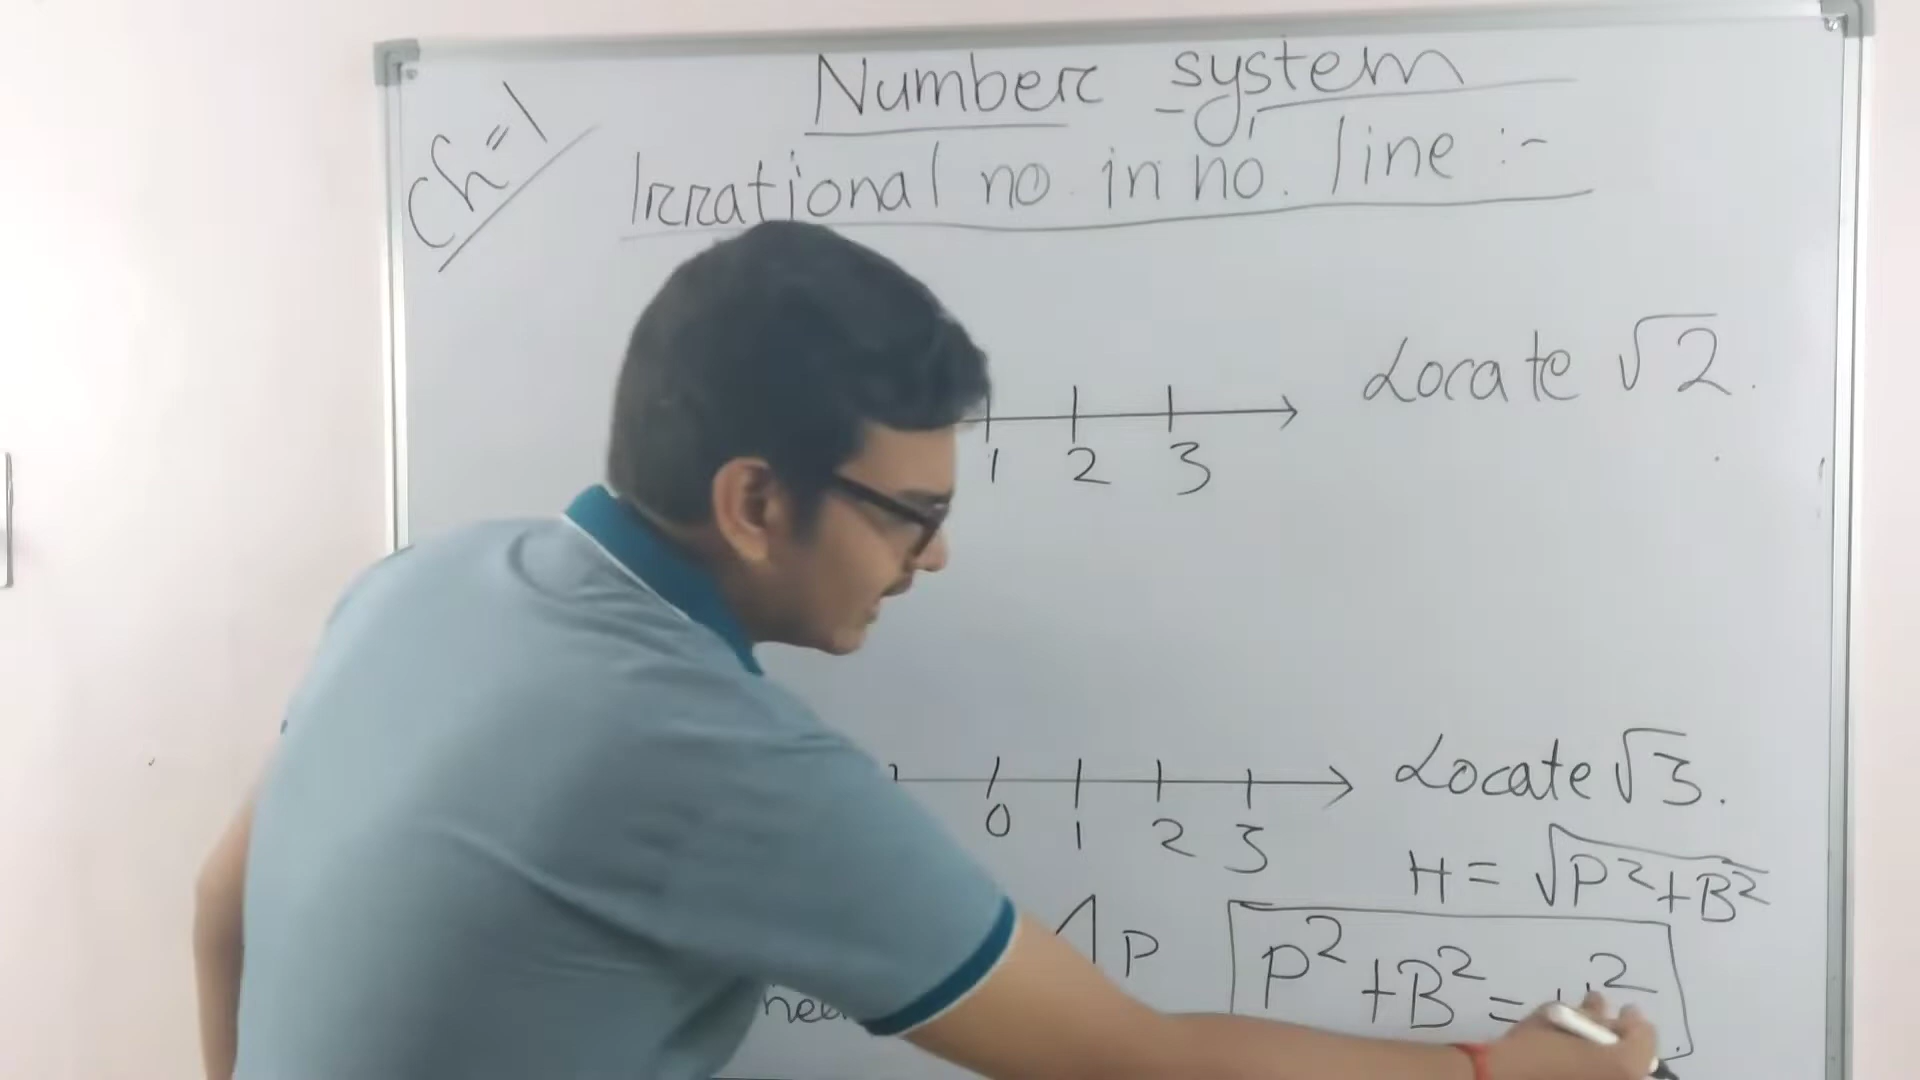 Ch=1
Number system
Irrational no. in no. line :-
Locate √2.
1 2 3
Locate √3.
0 1 2 3
H = √P²+B²
P
P²+B²=H²